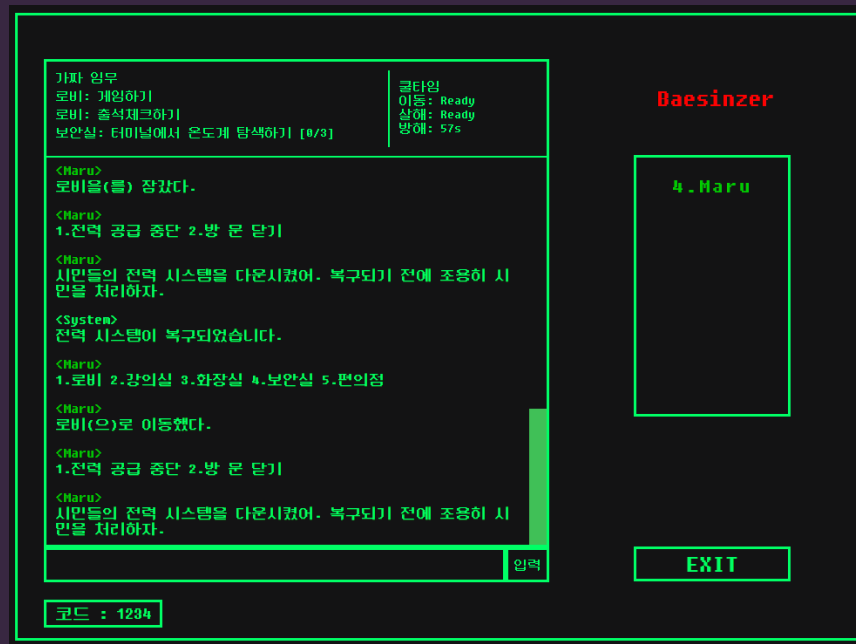 가짜 임무
로비: 게임하기
로비: 출석체크하기
보안실: 터미널에서 온도계 탐색하기 [0/3]
쿨타임
이동: Ready
살해: Ready
방해: 57s
Baesinzer
<Maru>
로비을(를) 잠갔다.
<Maru>
1.전력 공급 중단 2.방 문 닫기
<Maru>
시민들의 전력 시스템을 다운시켰어. 복구되기 전에 조용히 시
민을 처리하자.
<System>
전력 시스템이 복구되었습니다.
<Maru>
1.로비 2.강의실 3.화장실 4.보안실 5.편의점
<Maru>
로비(으)로 이동했다.
<Maru>
1.전력 공급 중단 2.방 문 닫기
<Maru>
시민들의 전력 시스템을 다운시켰어. 복구되기 전에 조용히 시
민을 처리하자.
4.Maru
입력
EXIT
코드 : 1234